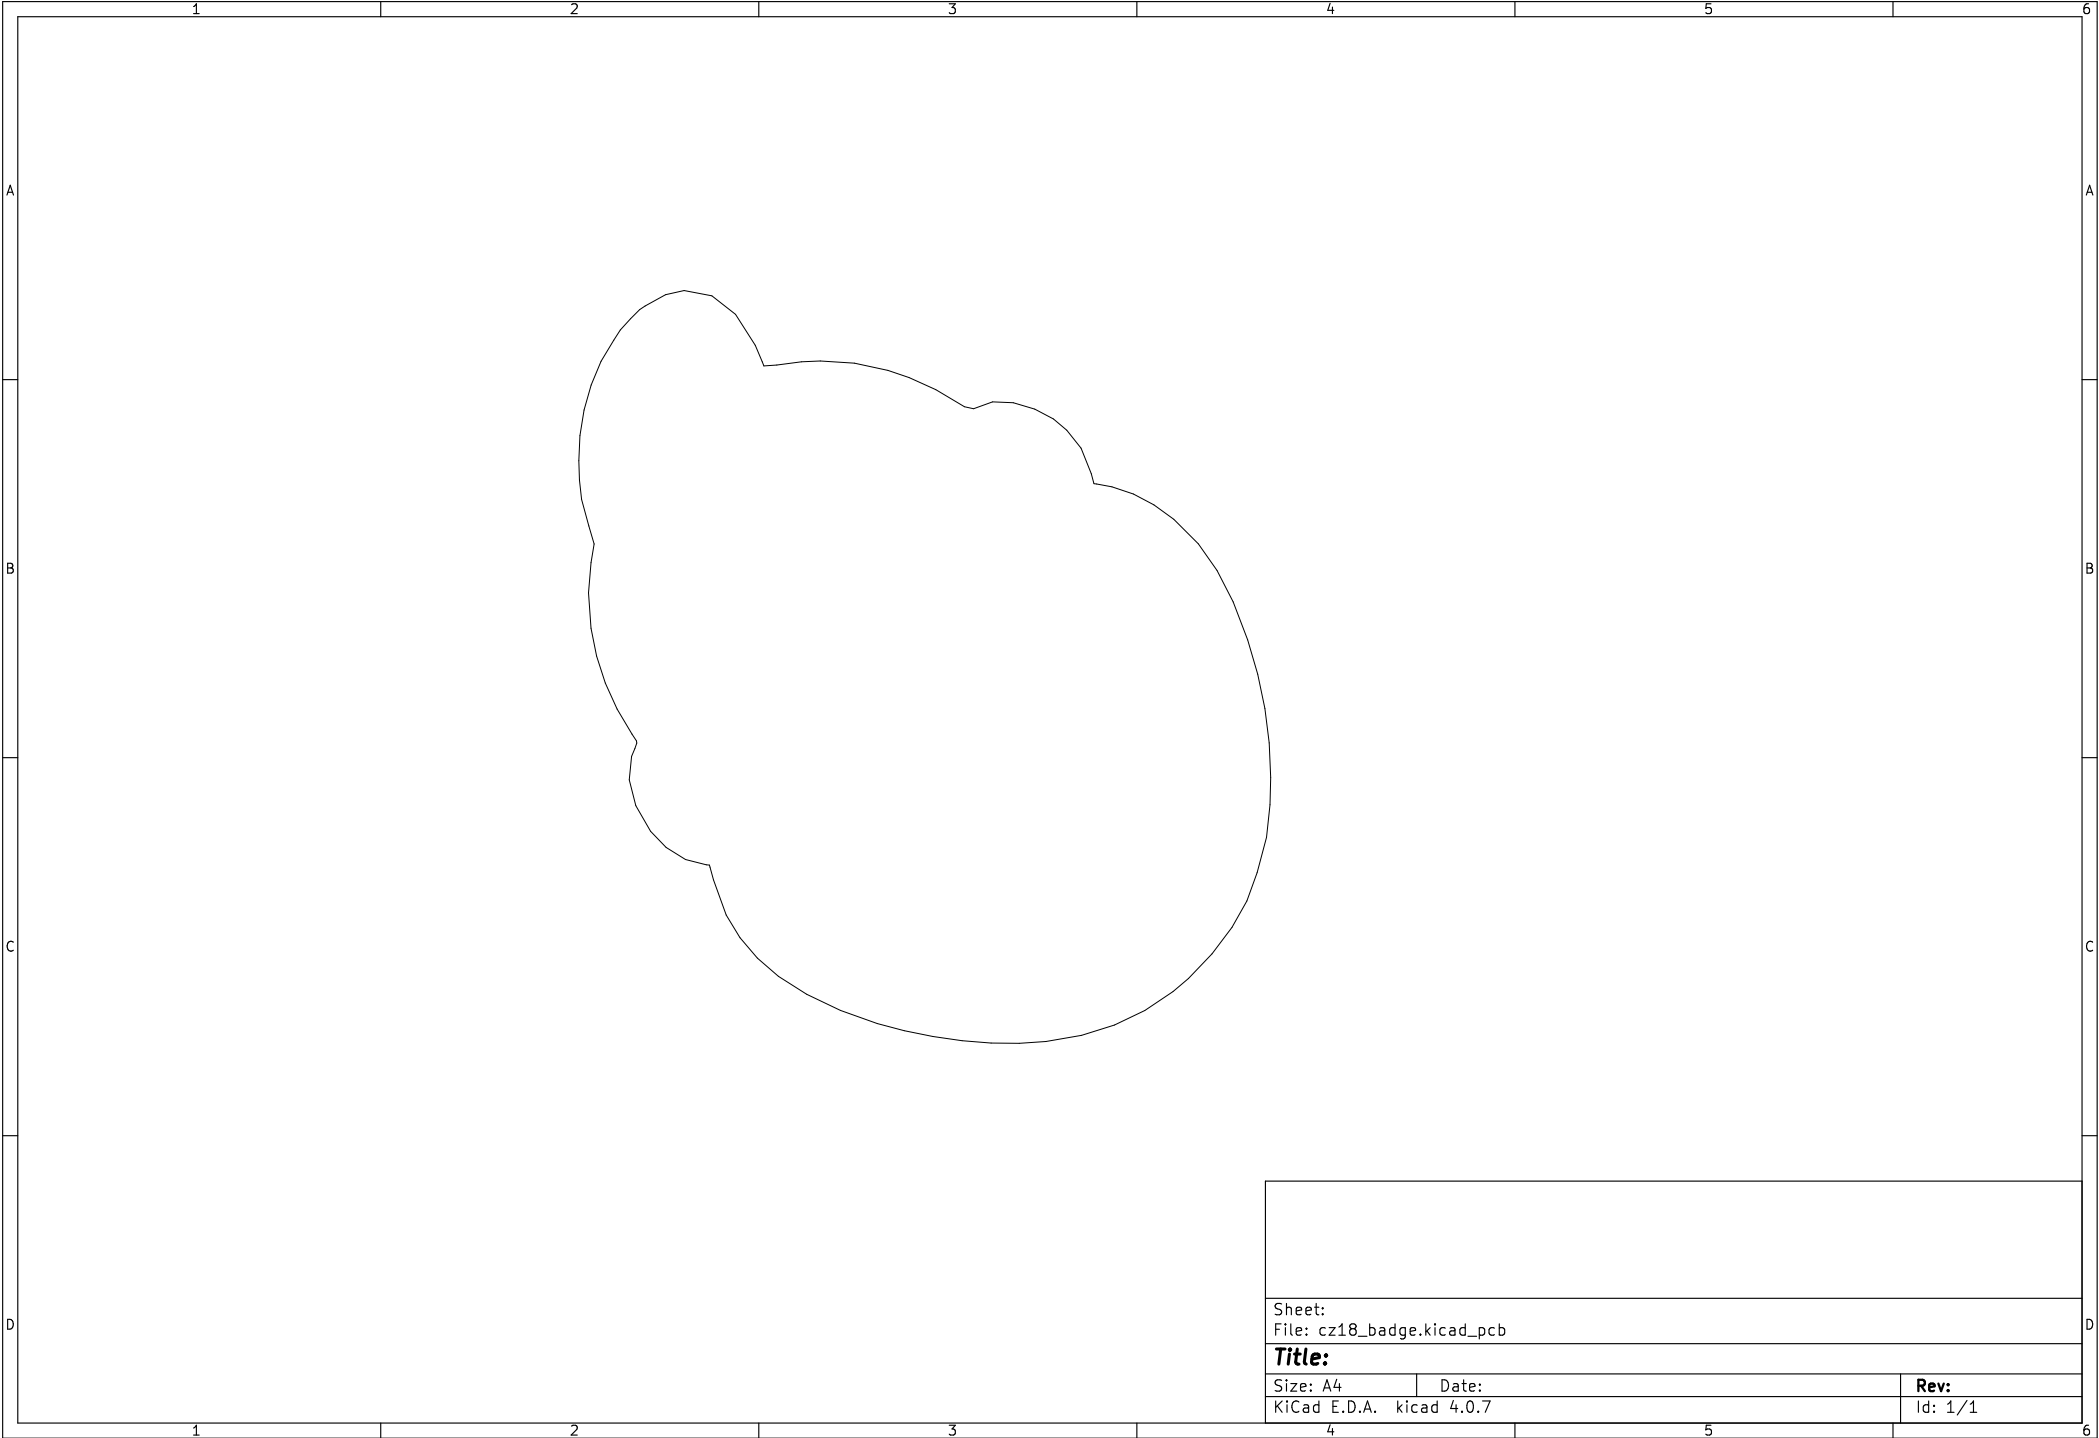 1 2 3 4 5 6
A A
B B
C C
Sheet:
File: cz18_badge.kicad_pcb
D D
Title:
Size: A4 Date: Rev:
KiCad E.D.A. kicad 4.0.7 Id: 1/1
1 2 3 4 5 6